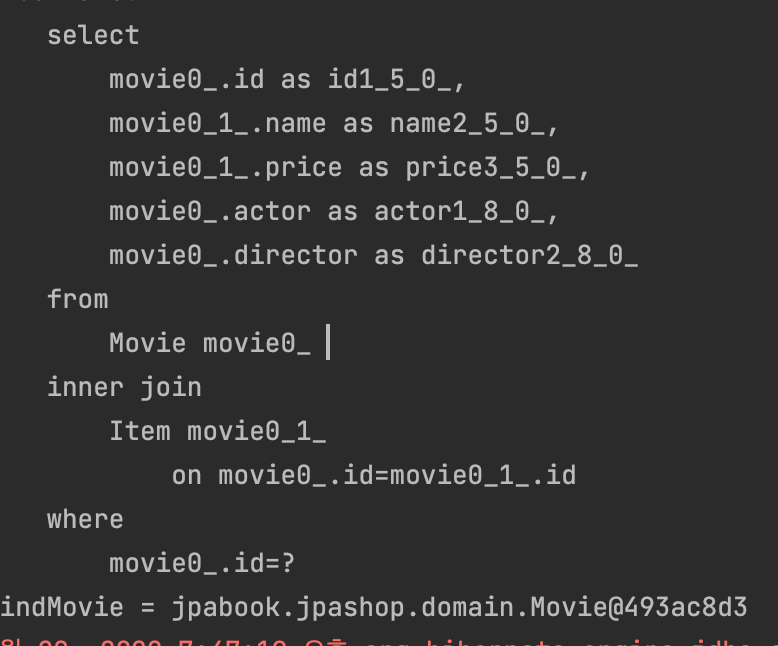 select
movie0_.id as id1_5_0_,
movie0_1_.name as name2_5_0_,
movie0_1_.price as price3_5_0_,
movie0_.actor as actor1_8_0_,
movie0_.director as director2_8_0_
from
Movie movie0_
inner join
Item movie0_1_
on movie0_.id=movie0_1_.id
where
movie0_.id=?
indMovie = jpabook.jpashop.domain.Movie@493ac8d3